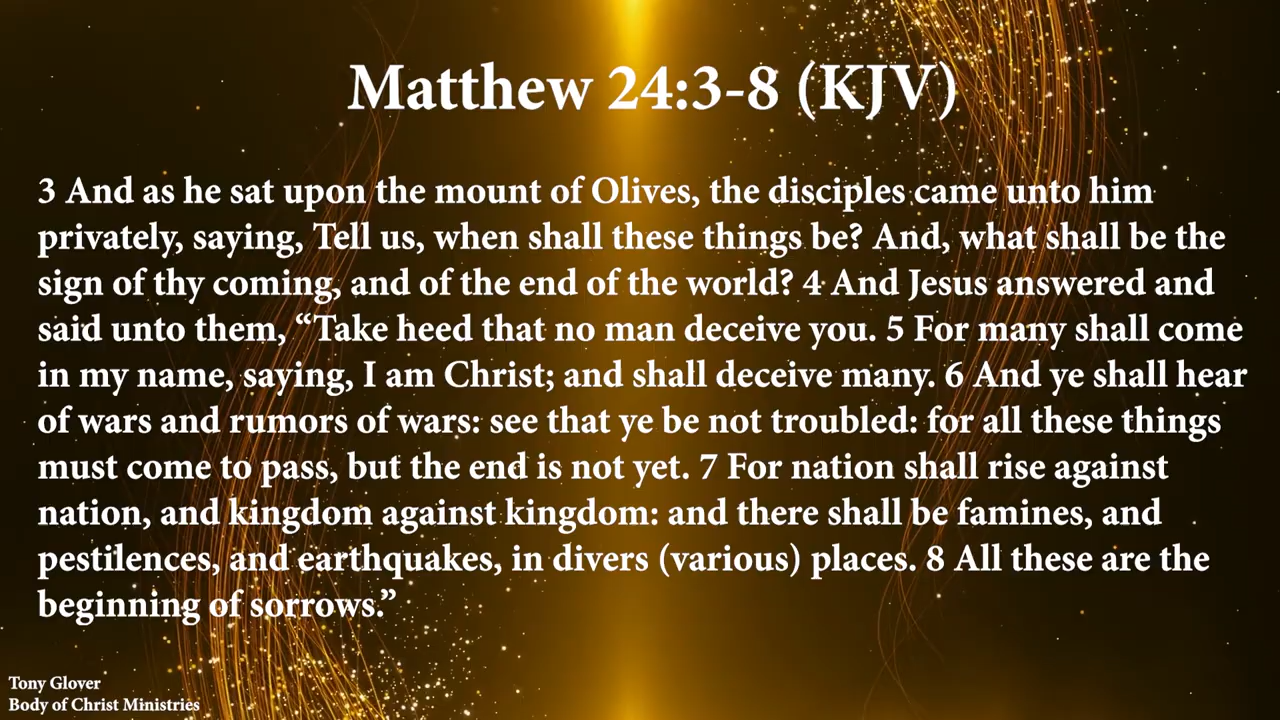 Matthew 24:3-8 (KJV)
3 And as he sat upon the mount of Olives, the disciples came unto him
privately, saying, Tell us, when shall these things be? And, what shall be the
sign of thy coming, and of the end of the world? 4 And Jesus answered and
said unto them, “Take heed that no man deceive you. 5 For many shall come
in my name, saying, I am Christ; and shall deceive many. 6 And ye shall hear
of wars and rumors of wars: see that ye be not troubled: for all these things
must come to pass, but the end is not yet. 7 For nation shall rise against
nation, and kingdom against kingdom: and there shall be famines, and
pestilences, and earthquakes, in divers (various) places. 8 All these are the
beginning of sorrows.”
Tony Glover
Body of Christ Ministries